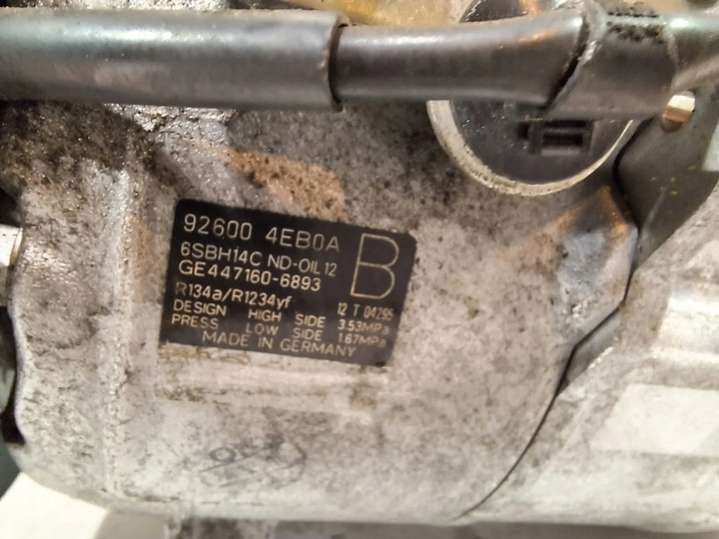 92600 4EB0A
B
6SBH14C ND-OIL 12
GE447160-6893
R134a/R1234yf
12 T 04295
DESIGN HIGH SIDE 3.53MPa
PRESS LOW SIDE 1.67MPa
MADE IN GERMANY